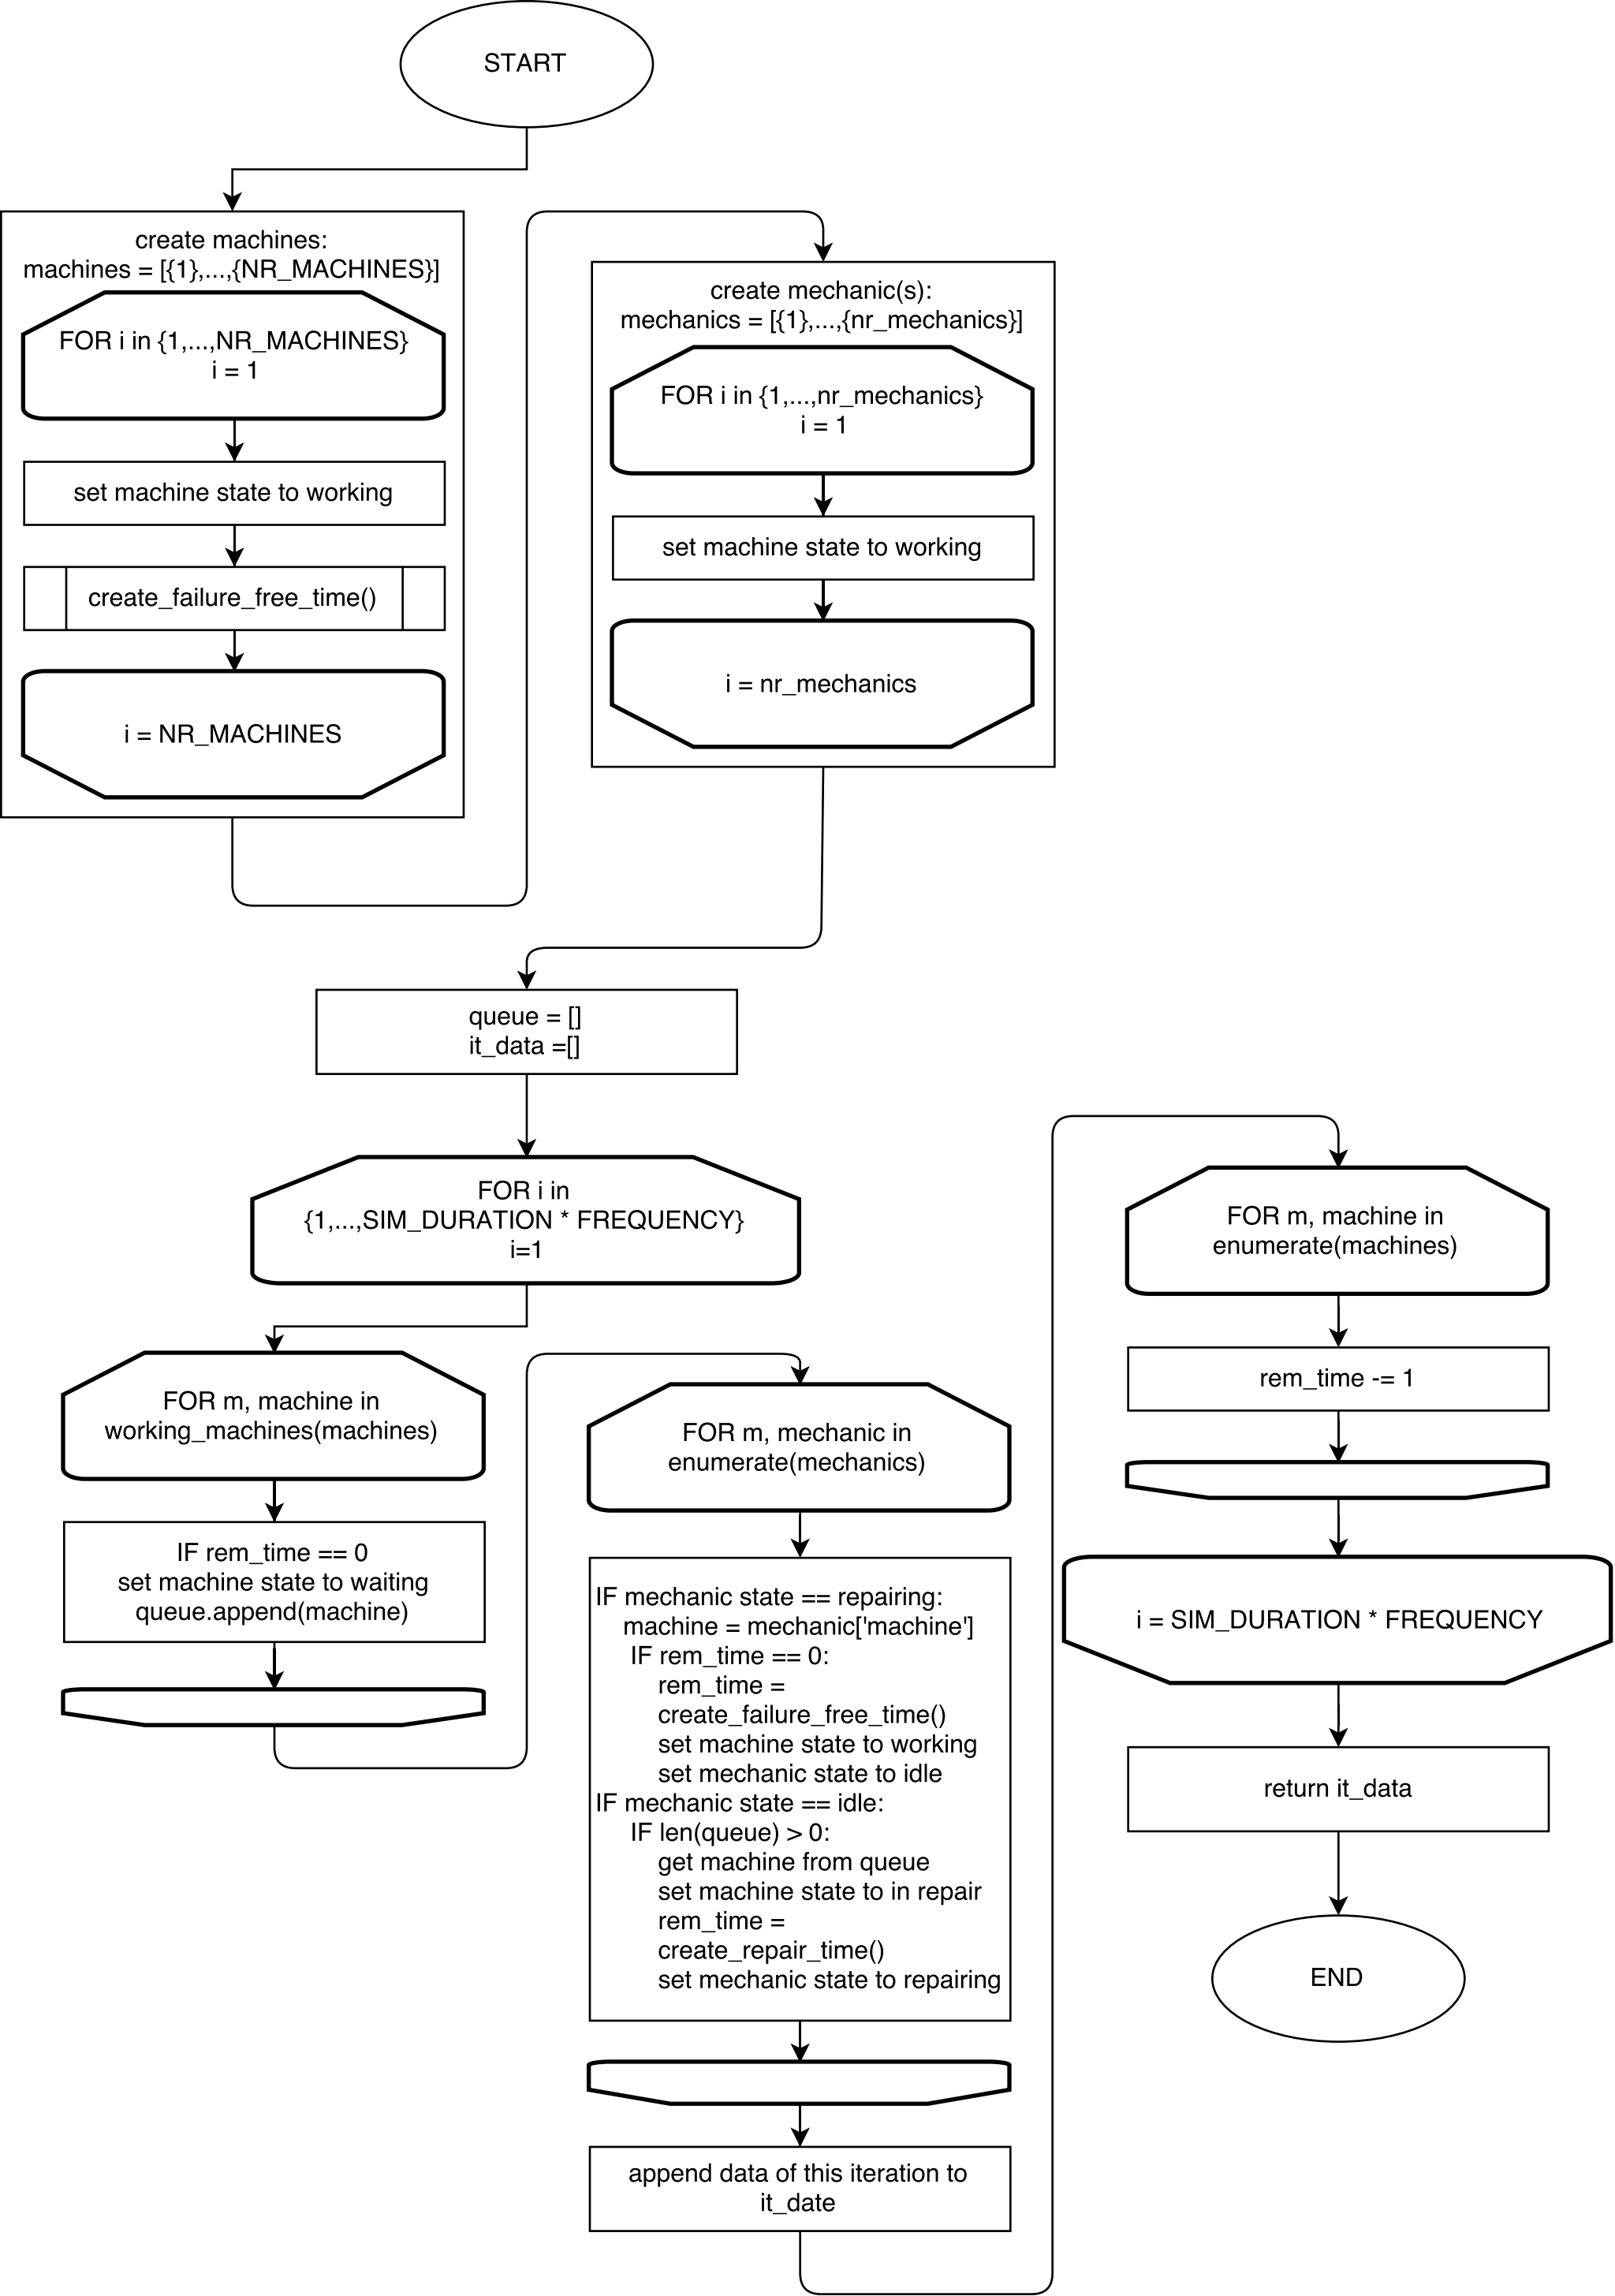 START
create machines:
machines = [{1},...,{NR_MACHINES}]
FOR i in {1,...,NR_MACHINES}
i = 1
set machine state to working
create_failure_free_time()
i = NR_MACHINES
create mechanic(s):
mechanics = [{1},...,{nr_mechanics}]
FOR i in {1,...,nr_mechanics}
i = 1
set machine state to working
i = nr_mechanics
queue = []
it_data =[]
FOR i in
{1,...,SIM_DURATION * FREQUENCY}
i=1
FOR m, machine in
working_machines(machines)
IF rem_time == 0
set machine state to waiting
queue.append(machine)
FOR m, mechanic in
enumerate(mechanics)
IF mechanic state == repairing:
machine = mechanic['machine']
IF rem_time == 0:
rem_time =
create_failure_free_time()
set machine state to working
set mechanic state to idle
IF mechanic state == idle:
IF len(queue) > 0:
get machine from queue
set machine state to in repair
rem_time =
create_repair_time()
set mechanic state to repairing
append data of this iteration to
it_date
FOR m, machine in
enumerate(machines)
rem_time -= 1
i = SIM_DURATION * FREQUENCY
return it_data
END